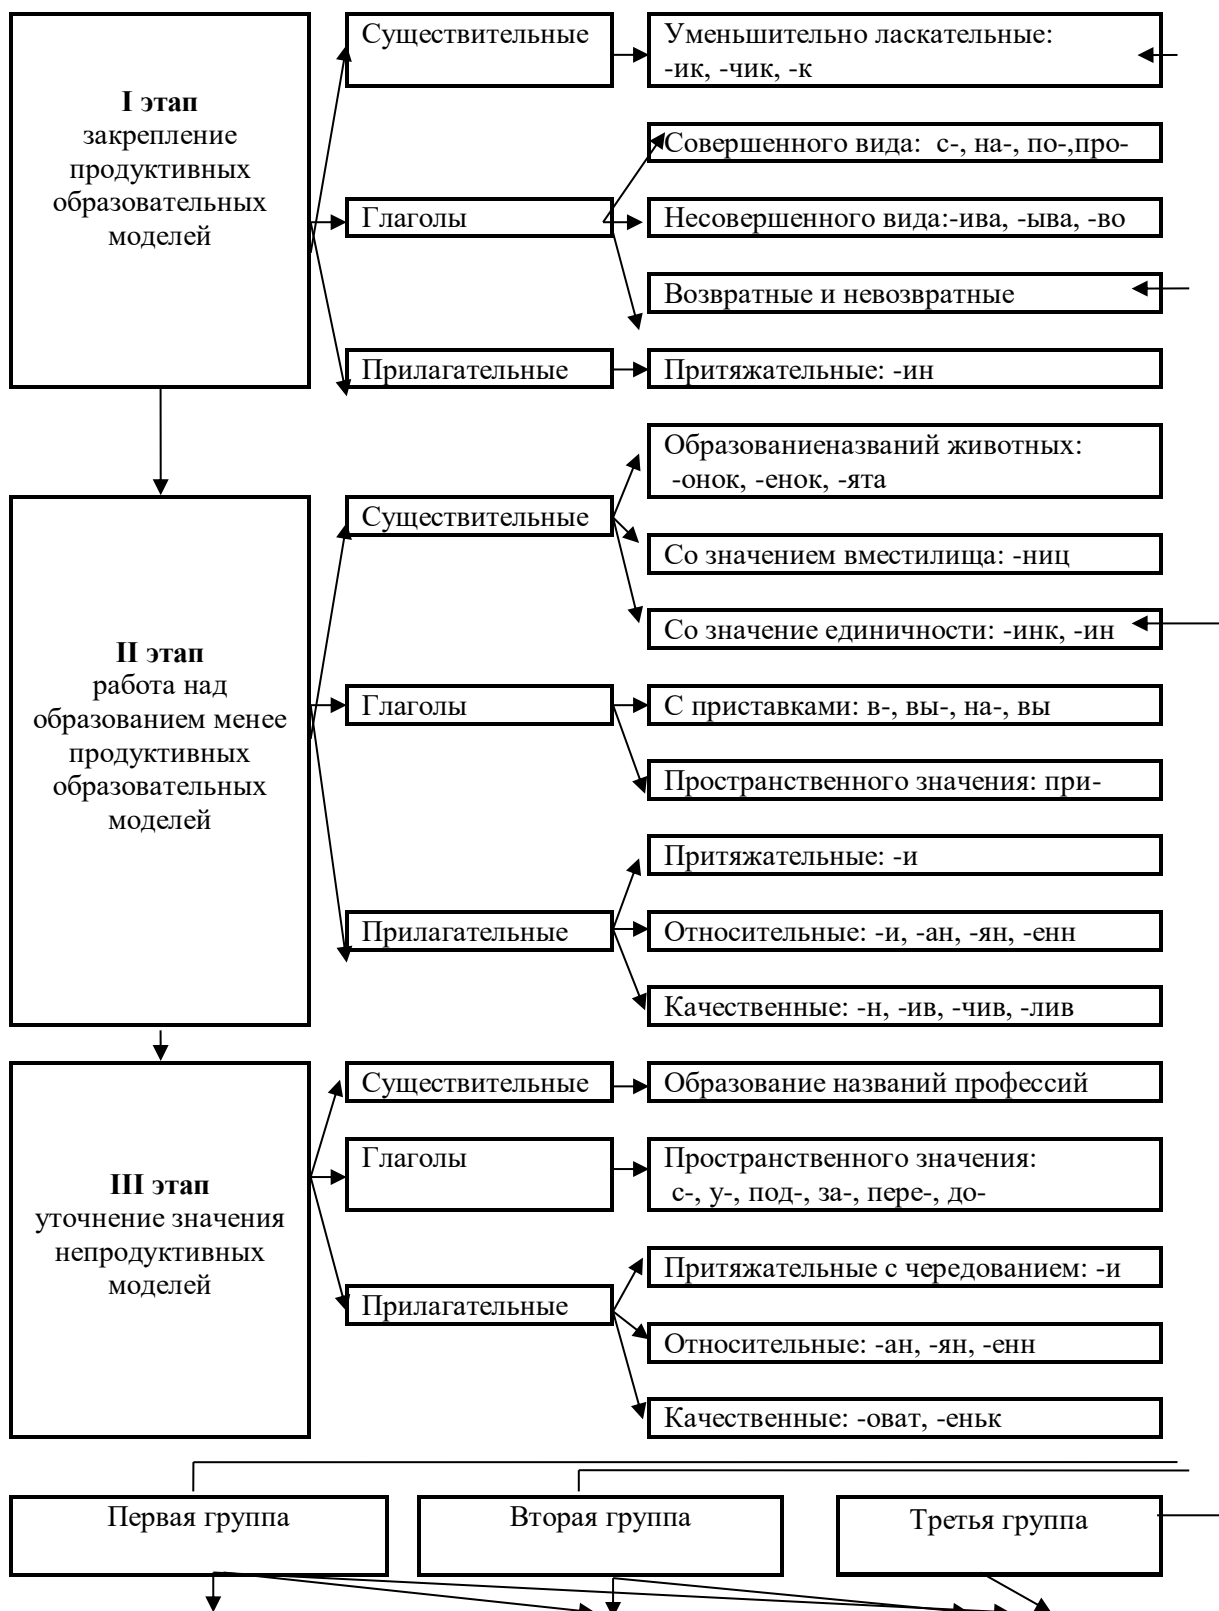 I этап
закрепление
продуктивных
образовательных
моделей
Существительные
Уменьшительно ласкательные:
-ик, -чик, -к
Глаголы
Совершенного вида: с-, на-, по-,про-
Несовершенного вида:-ива, -ыва, -во
Возвратные и невозвратные
Прилагательные
Притяжательные: -ин
II этап
работа над
образованием менее
продуктивных
образовательных
моделей
Существительные
Образованиеназваний животных:
-онок, -енок, -ята
Со значением вместилища: -ниц
Со значение единичности: -инк, -ин
Глаголы
С приставками: в-, вы-, на-, вы
Пространственного значения: при-
Прилагательные
Притяжательные: -и
Относительные: -и, -ан, -ян, -енн
Качественные: -н, -ив, -чив, -лив
III этап
уточнение значения
непродуктивных
моделей
Существительные
Образование названий профессий
Глаголы
Пространственного значения:
с-, у-, под-, за-, пере-, до-
Прилагательные
Притяжательные с чередованием: -и
Относительные: -ан, -ян, -енн
Качественные: -оват, -еньк
Первая группа
Вторая группа
Третья группа